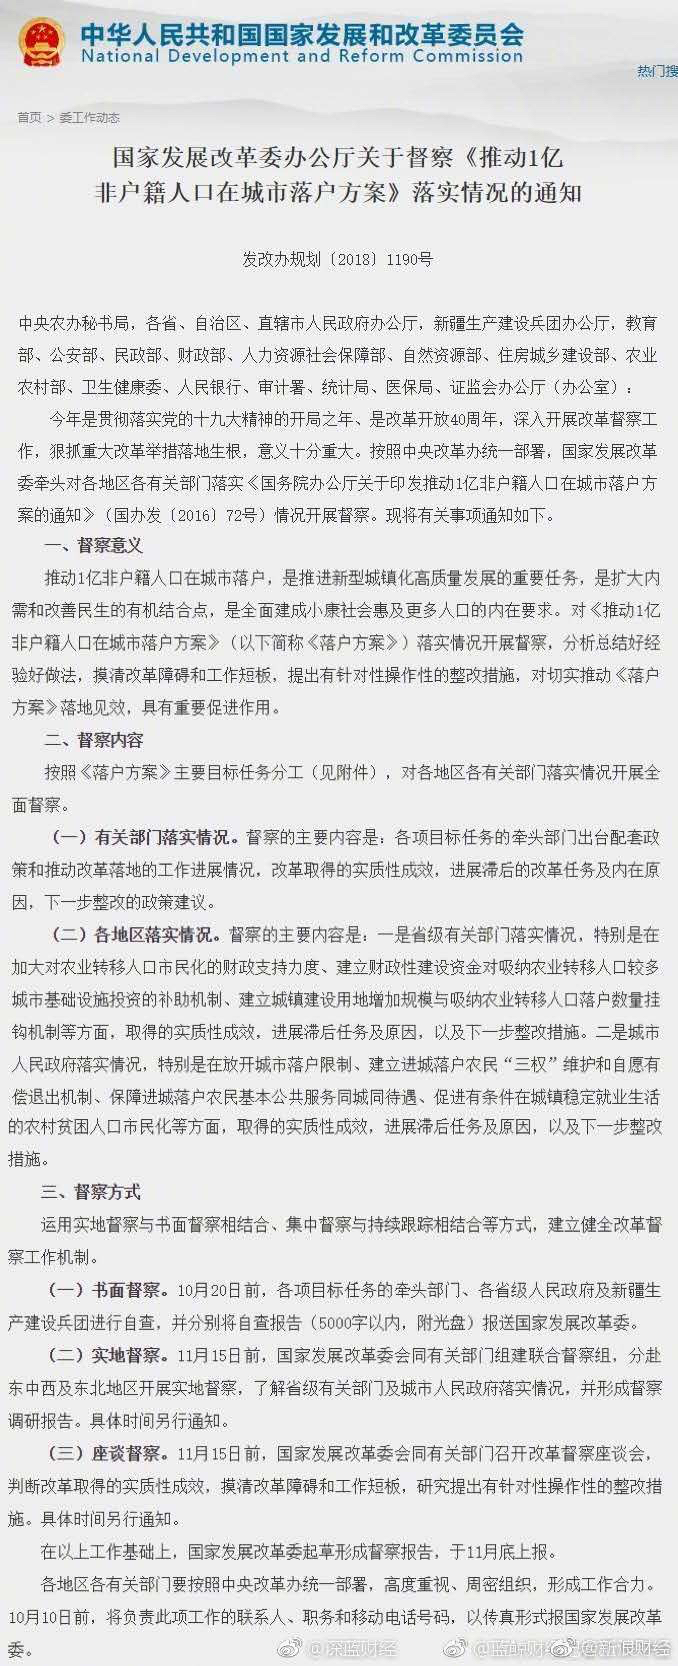 中华人民共和国国家发展和改革委员会
National Development and Reform Commission
热门搜
首页 > 委工作动态
国家发展改革委办公厅关于督察《推动1亿
非户籍人口在城市落户方案》落实情况的通知
发改办规划〔2018〕1190号
中央农办秘书局，各省、自治区、直辖市人民政府办公厅，新疆生产建设兵团办公厅，教育
部、公安部、民政部、财政部、人力资源社会保障部、自然资源部、住房城乡建设部、农业
农村部、卫生健康委、人民银行、审计署、统计局、医保局、证监会办公厅（办公室）：
今年是贯彻落实党的十九大精神的开局之年、是改革开放40周年，深入开展改革督察工
作，狠抓重大改革举措落地生根，意义十分重大。按照中央改革办统一部署，国家发展改革
委牵头对各地区各有关部门落实《国务院办公厅关于印发推动1亿非户籍人口在城市落户方
案的通知》（国办发〔2016〕72号）情况开展督察。现将有关事项通知如下。
一、督察意义
推动1亿非户籍人口在城市落户，是推进新型城镇化高质量发展的重要任务，是扩大内
需和改善民生的有机结合点，是全面建成小康社会惠及更多人口的内在要求。对《推动1亿
非户籍人口在城市落户方案》（以下简称《落户方案》）落实情况开展督察，分析总结好经
验好做法，摸清改革障碍和工作短板，提出有针对性操作性的整改措施，对切实推动《落户
方案》落地见效，具有重要促进作用。
二、督察内容
按照《落户方案》主要目标任务分工（见附件），对各地区各有关部门落实情况开展全
面督察。
（一）有关部门落实情况。督察的主要内容是：各项目标任务的牵头部门出台配套政
策和推动改革落地的工作进展情况，改革取得的实质性成效，进展滞后的改革任务及内在原
因，下一步整改的政策建议。
（二）各地区落实情况。督察的主要内容是：一是省级有关部门落实情况，特别是在
加大对农业转移人口市民化的财政支持力度、建立财政性建设资金对吸纳农业转移人口较多
城市基础设施投资的补助机制、建立城镇建设用地增加规模与吸纳农业转移人口落户数量挂
钩机制等方面，取得的实质性成效，进展滞后任务及原因，以及下一步整改措施。二是城市
人民政府落实情况，特别是在放开城市落户限制、建立进城落户农民“三权”维护和自愿有
偿退出机制、保障进城落户农民基本公共服务同城同待遇、促进有条件在城镇稳定就业生活
的农村贫困人口市民化等方面，取得的实质性成效，进展滞后任务及原因，以及下一步整改
措施。
三、督察方式
运用实地督察与书面督察相结合、集中督察与持续跟踪相结合等方式，建立健全改革督
察工作机制。
（一）书面督察。10月20日前，各项目标任务的牵头部门、各省级人民政府及新疆生
产建设兵团进行自查，并分别将自查报告（5000字以内，附光盘）报送国家发展改革委。
（二）实地督察。11月15日前，国家发展改革委会同有关部门组建联合督察组，分赴
东中西及东北地区开展实地督察，了解省级有关部门及城市人民政府落实情况，并形成督察
调研报告。具体时间另行通知。
（三）座谈督察。11月15日前，国家发展改革委会同有关部门召开改革督察座谈会，
判断改革取得的实质性成效，摸清改革障碍和工作短板，研究提出有针对性操作性的整改措
施。具体时间另行通知。
在以上工作基础上，国家发展改革委起草形成督察报告，于11月底上报。
各地区各有关部门要按照中央改革办统一部署，高度重视、周密组织，形成工作合力。
10月10日前，将负责此项工作的联系人、职务和移动电话号码，以传真形式报国家发展改革
委。
@深蓝财经
@蓝鲸财经
@新浪财经